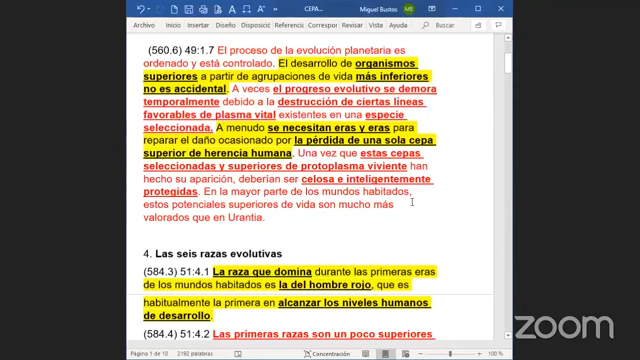 CEPA...
Miguel Bustos
MB
Archivo Inicio Insertar Dibujar Diseño Disposición Referencias Correspon Revisar Vista Ayuda Acrobat
(560.6) 49:1.7 El proceso de la evolución planetaria es
ordenado y está controlado. El desarrollo de organismos
superiores a partir de agrupaciones de vida más inferiores
no es accidental. A veces el progreso evolutivo se demora
temporalmente debido a la destrucción de ciertas líneas
favorables de plasma vital existentes en una especie
seleccionada. A menudo se necesitan eras y eras para
reparar el daño ocasionado por la pérdida de una sola cepa
superior de herencia humana. Una vez que estas cepas
seleccionadas y superiores de protoplasma viviente han
hecho su aparición, deberían ser celosa e inteligentemente
protegidas. En la mayor parte de los mundos habitados,
estos potenciales superiores de vida son mucho más
valorados que en Urantia.
4. Las seis razas evolutivas
(584.3) 51:4.1 La raza que domina durante las primeras eras
de los mundos habitados es la del hombre rojo, que es
habitualmente la primera en alcanzar los niveles humanos
de desarrollo.
(584.4) 51:4.2 Las primeras razas son un poco superiores
Página 1 de 10 2192 palabras Concentración 100 %
zoom